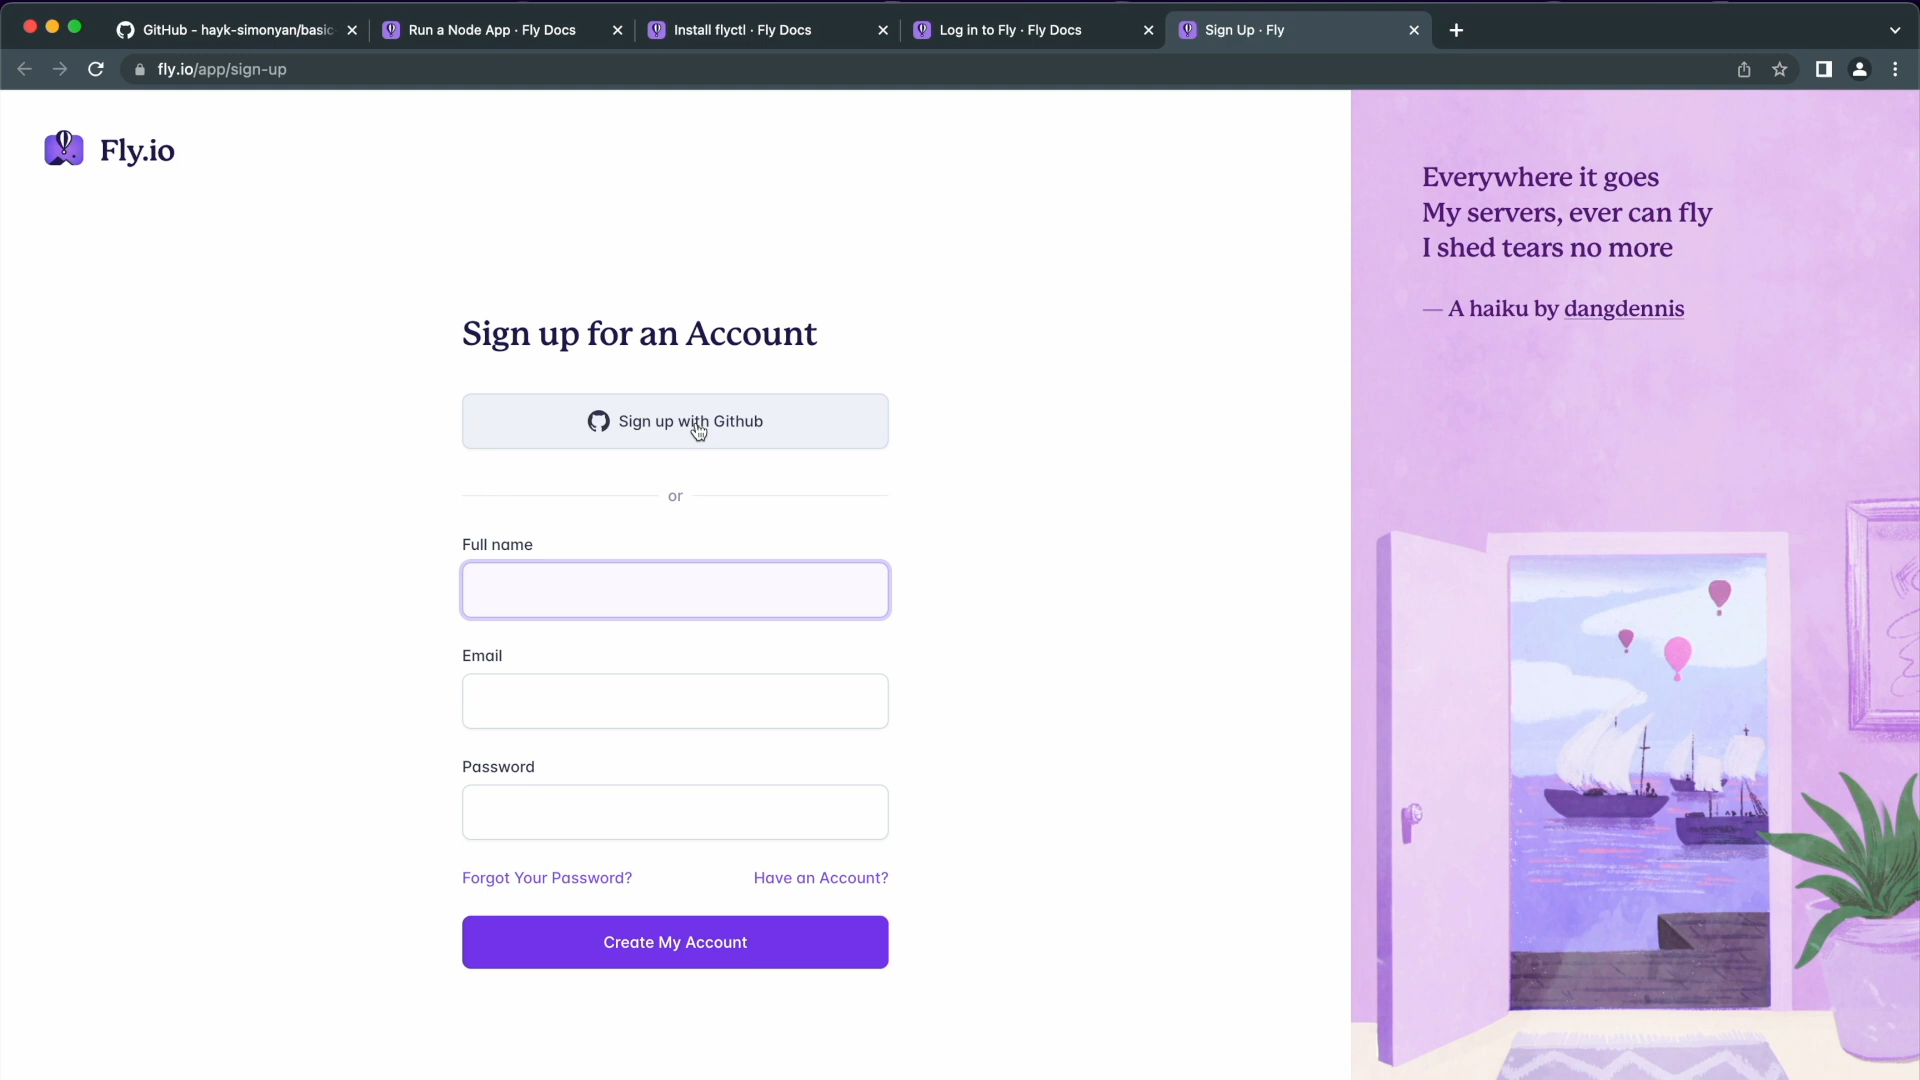 GitHub - hayk-simonyan/basic-
Run a Node App · Fly Docs
Install flyctl · Fly Docs
Log in to Fly · Fly Docs
Sign Up · Fly
fly.io/app/sign-up
Fly.io
Sign up for an Account
Sign up with Github
or
Full name
Email
Password
Forgot Your Password?
Have an Account?
Create My Account
Everywhere it goes
My servers, ever can fly
I shed tears no more
— A haiku by dangdennis